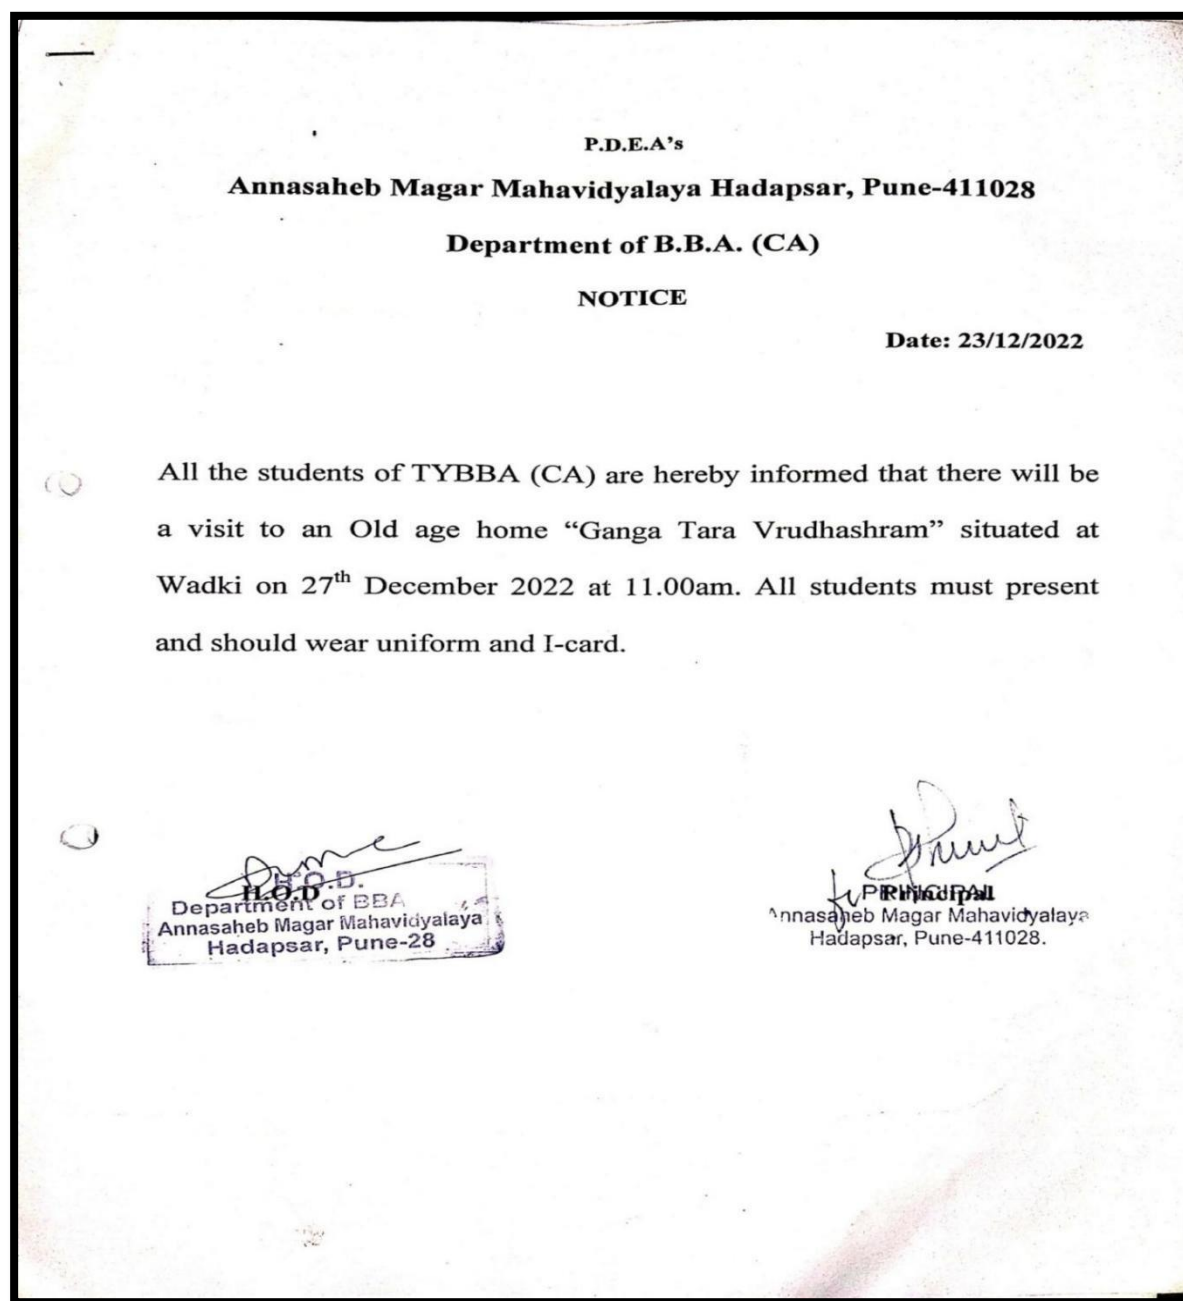 P.D.E.A's
Annasaheb Magar Mahavidyalaya Hadapsar, Pune-411028
Department of B.B.A. (CA)
NOTICE
Date: 23/12/2022
All the students of TYBBA (CA) are hereby informed that there will be
a visit to an Old age home “Ganga Tara Vrudhashram” situated at
Wadki on 27th December 2022 at 11.00am. All students must present
and should wear uniform and I-card.
H.O.D.
H.O.D
Department of BBA
Annasaheb Magar Mahavidyalaya
Hadapsar, Pune-28
PRINCIPAL
Principal
Annasaheb Magar Mahavidyalaya
Hadapsar, Pune-411028.